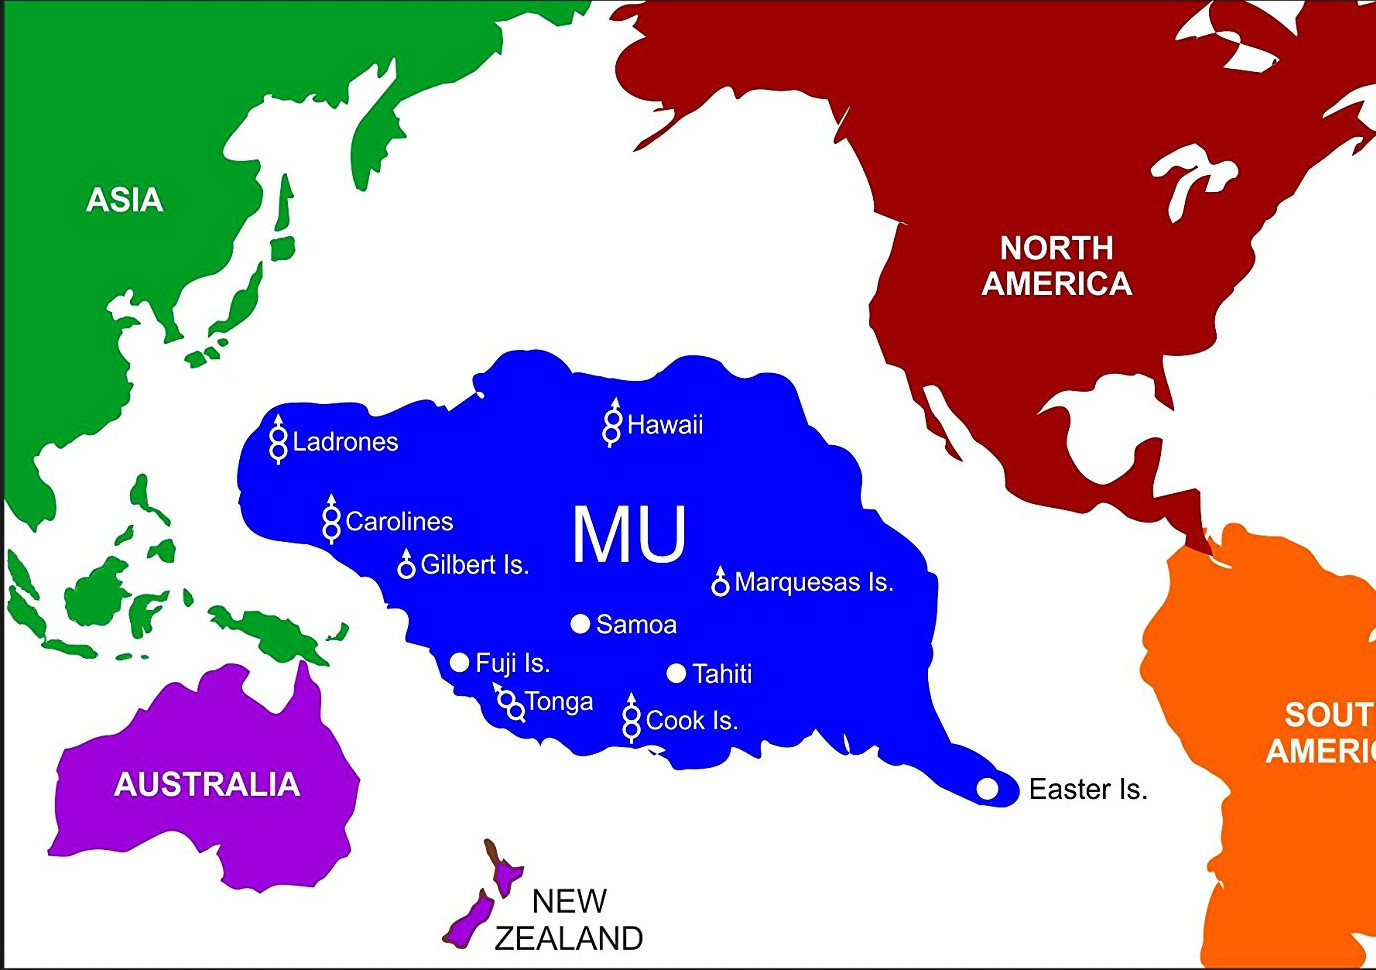 ASIA
NORTH
AMERICA
Ladrones
Hawaii
Carolines
MU
Gilbert Is.
Marquesas Is.
Samoa
Fuji Is.
Tahiti
Tonga
Cook Is.
SOUT
AMERI
AUSTRALIA
Easter Is.
NEW
ZEALAND